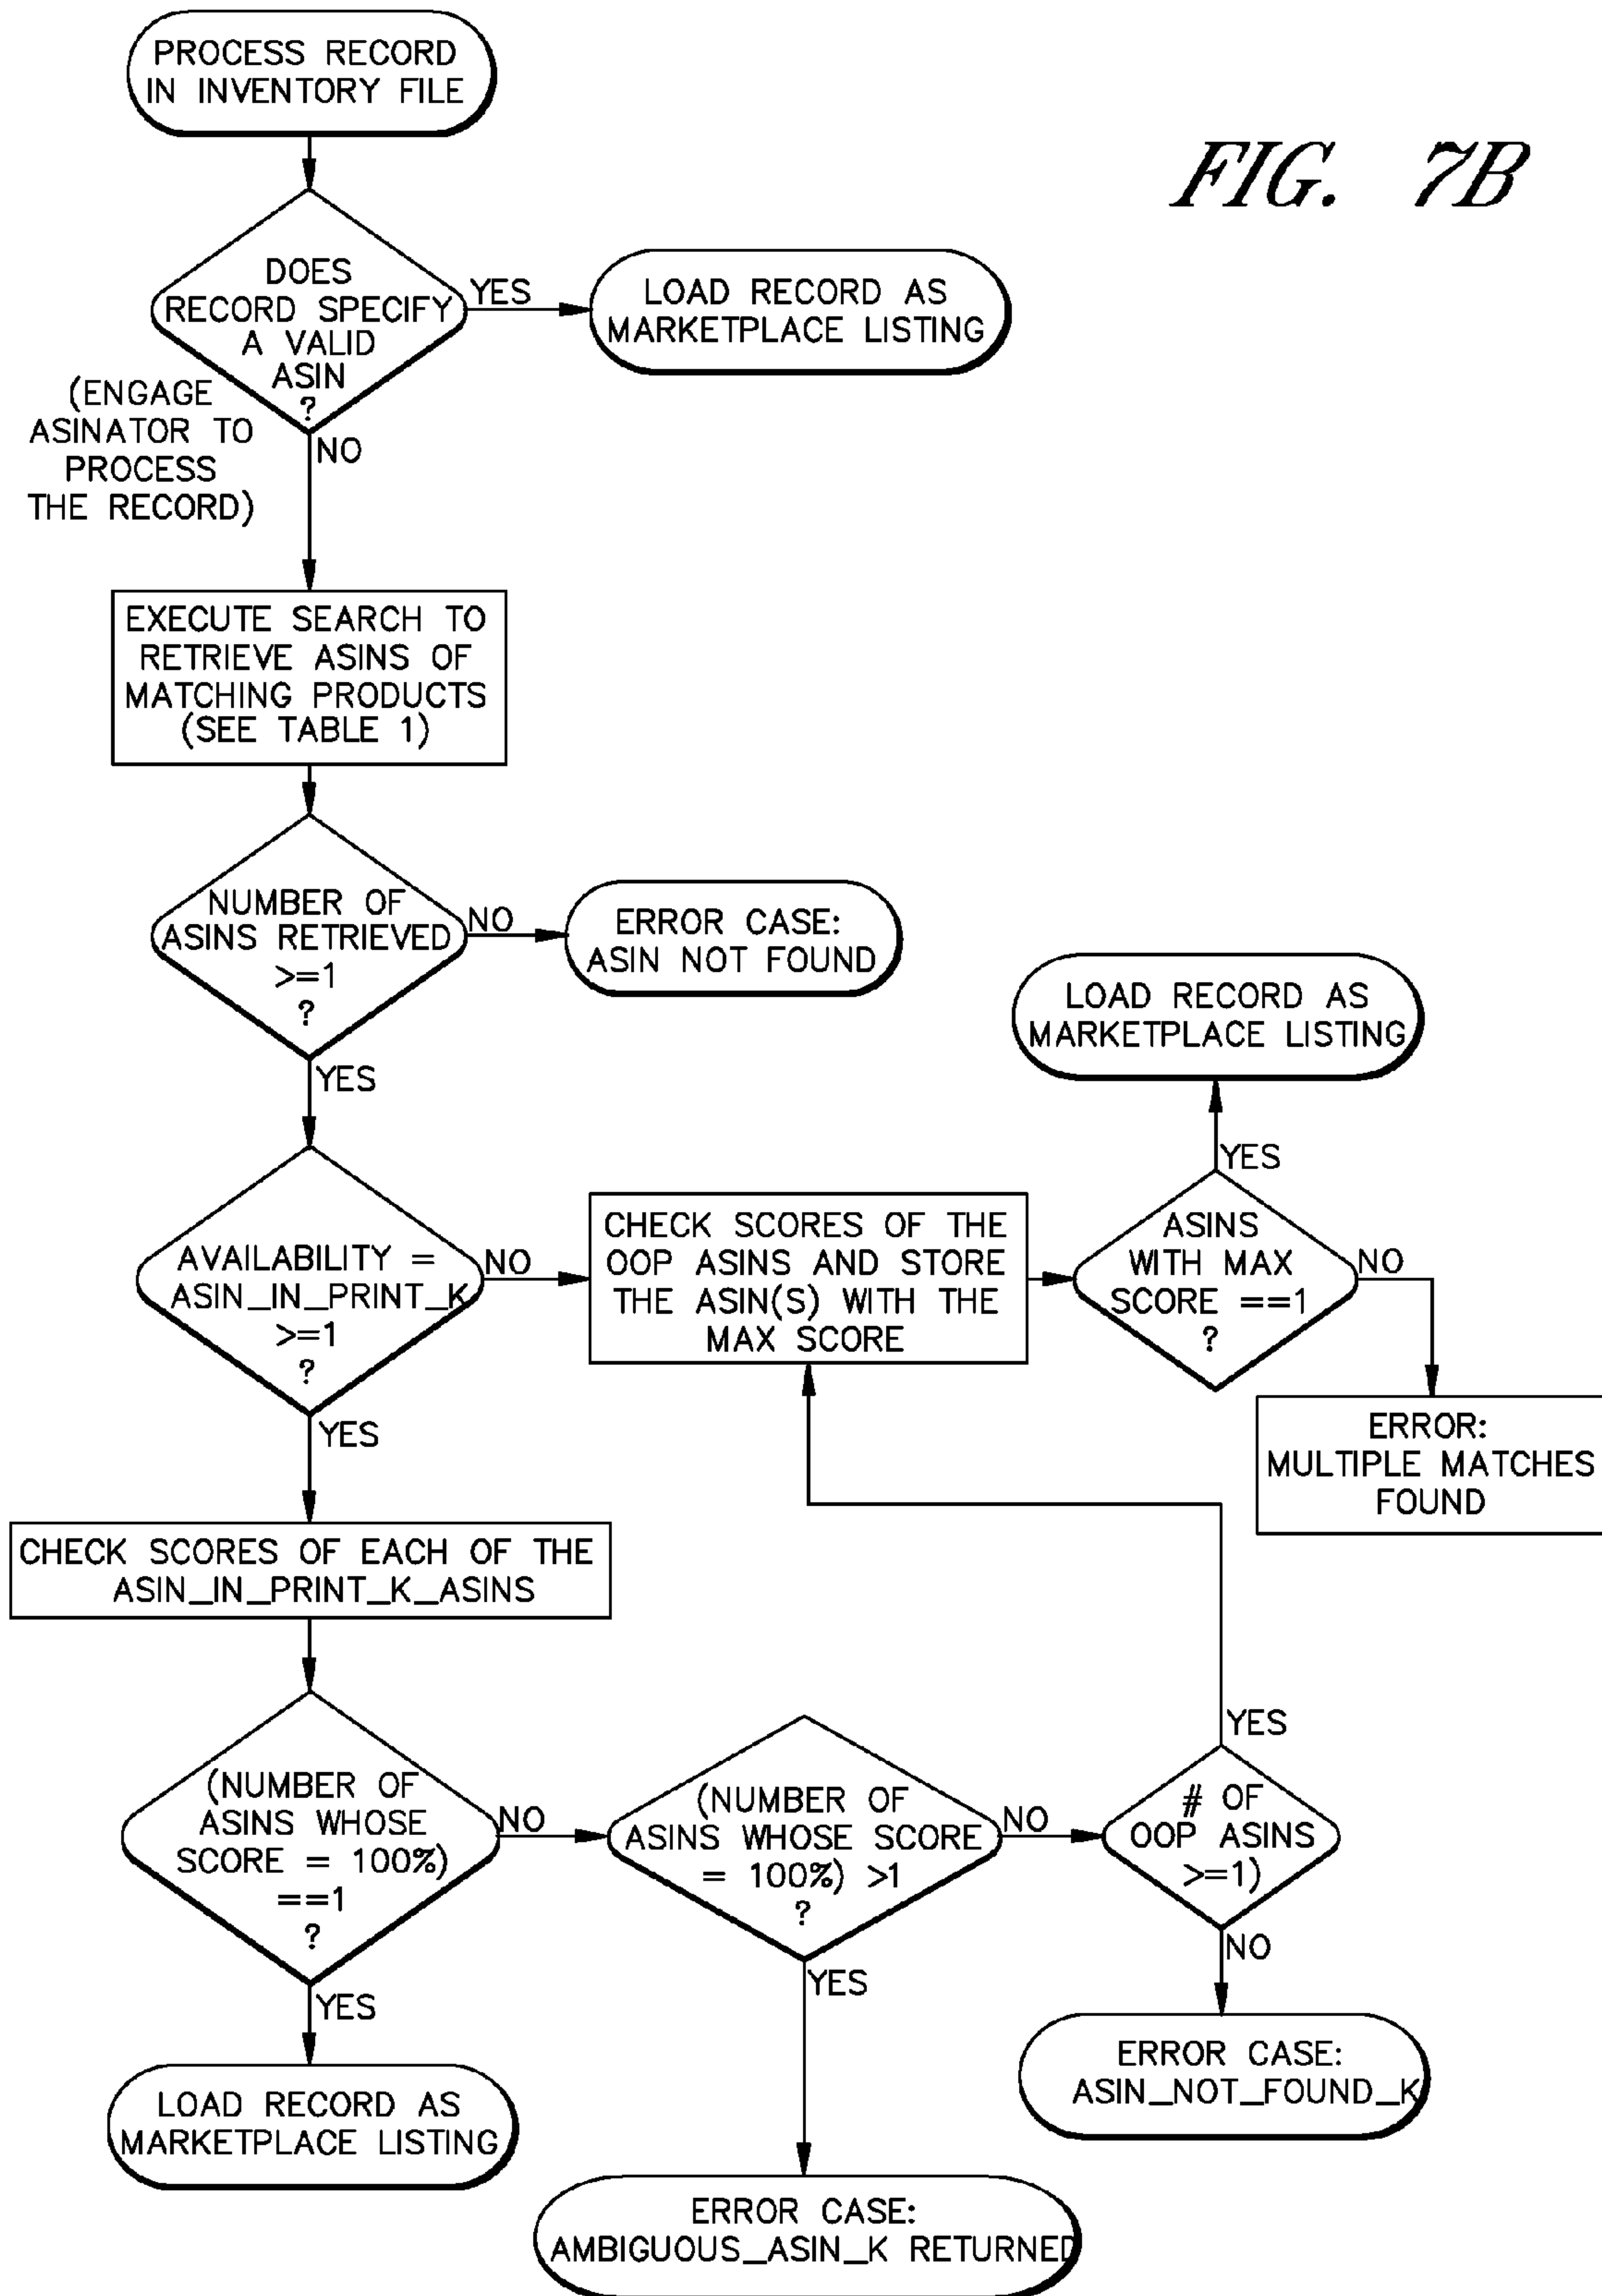 PROCESS RECORD
IN INVENTORY FILE
FIG. 7B
DOES
RECORD SPECIFY
A VALID
ASIN
?
YES
LOAD RECORD AS
MARKETPLACE LISTING
(ENGAGE
ASINATOR TO
PROCESS
THE RECORD)
NO
EXECUTE SEARCH TO
RETRIEVE ASINS OF
MATCHING PRODUCTS
(SEE TABLE 1)
NUMBER OF
ASINS RETRIEVED
>=1
?
NO
ERROR CASE:
ASIN NOT FOUND
YES
AVAILABILITY =
ASIN_IN_PRINT_K
>=1
?
NO
CHECK SCORES OF THE
OOP ASINS AND STORE
THE ASIN(S) WITH THE
MAX SCORE
ASINS
WITH MAX
SCORE ==1
?
YES
LOAD RECORD AS
MARKETPLACE LISTING
NO
ERROR:
MULTIPLE MATCHES
FOUND
YES
CHECK SCORES OF EACH OF THE
ASIN_IN_PRINT_K_ASINS
(NUMBER OF
ASINS WHOSE
SCORE = 100%)
==1
?
NO
(NUMBER OF
ASINS WHOSE SCORE
= 100%) >1
?
NO
# OF
OOP ASINS
>=1)
YES
NO
ERROR CASE:
ASIN_NOT_FOUND_K
YES
LOAD RECORD AS
MARKETPLACE LISTING
YES
ERROR CASE:
AMBIGUOUS_ASIN_K RETURNED